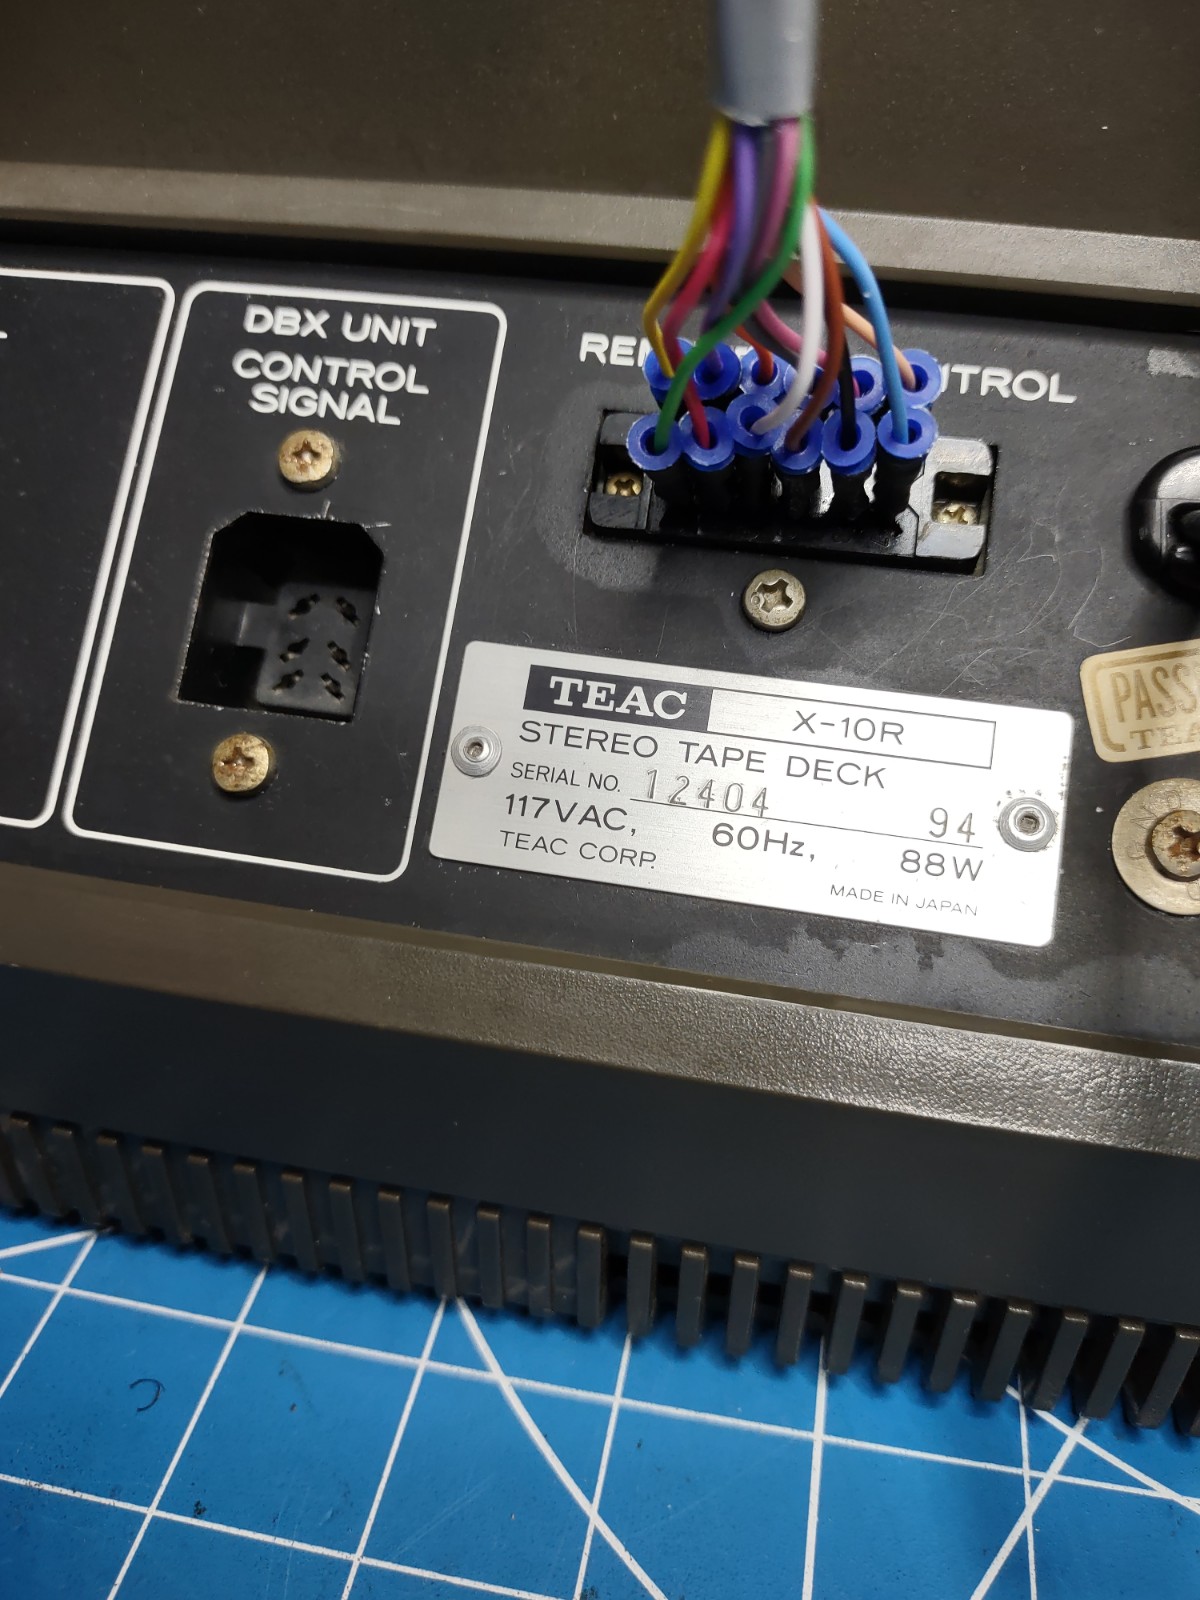 DBX UNIT
CONTROL
SIGNAL
TEAC X-10R
STEREO TAPE DECK
SERIAL NO. 12404 94
117VAC, 60Hz, 88W
TEAC CORP.
MADE IN JAPAN